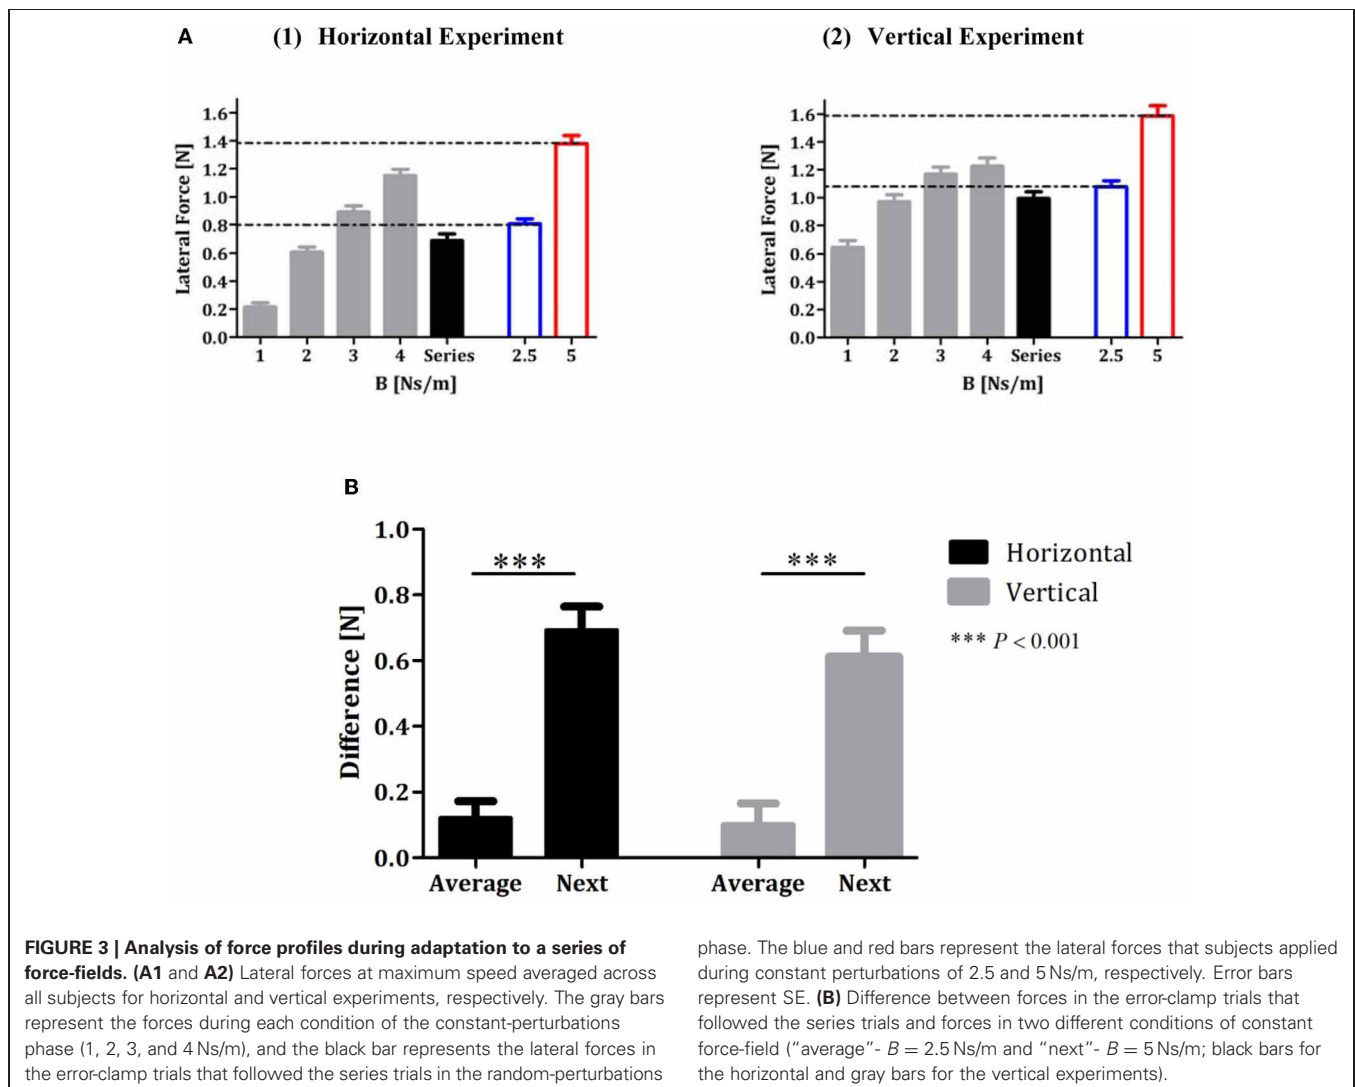 A
(1) Horizontal Experiment
Lateral Force [N]
1.6
1.4
1.2
1.0
0.8
0.6
0.4
0.2
0.0
1 2 3 4 Series 2.5 5
B [Ns/m]
(2) Vertical Experiment
Lateral Force [N]
1.6
1.4
1.2
1.0
0.8
0.6
0.4
0.2
0.0
1 2 3 4 Series 2.5 5
B [Ns/m]
B
Difference [N]
1.0
0.8
0.6
0.4
0.2
0.0
***
***
Average Next Average Next
Horizontal
Vertical
*** P < 0.001
FIGURE 3 | Analysis of force profiles during adaptation to a series of
force-fields. (A1 and A2) Lateral forces at maximum speed averaged across
all subjects for horizontal and vertical experiments, respectively. The gray bars
represent the forces during each condition of the constant-perturbations
phase (1, 2, 3, and 4 Ns/m), and the black bar represents the lateral forces in
the error-clamp trials that followed the series trials in the random-perturbations
phase. The blue and red bars represent the lateral forces that subjects applied
during constant perturbations of 2.5 and 5 Ns/m, respectively. Error bars
represent SE. (B) Difference between forces in the error-clamp trials that
followed the series trials and forces in two different conditions of constant
force-field (“average”- B = 2.5 Ns/m and “next”- B = 5 Ns/m; black bars for
the horizontal and gray bars for the vertical experiments).